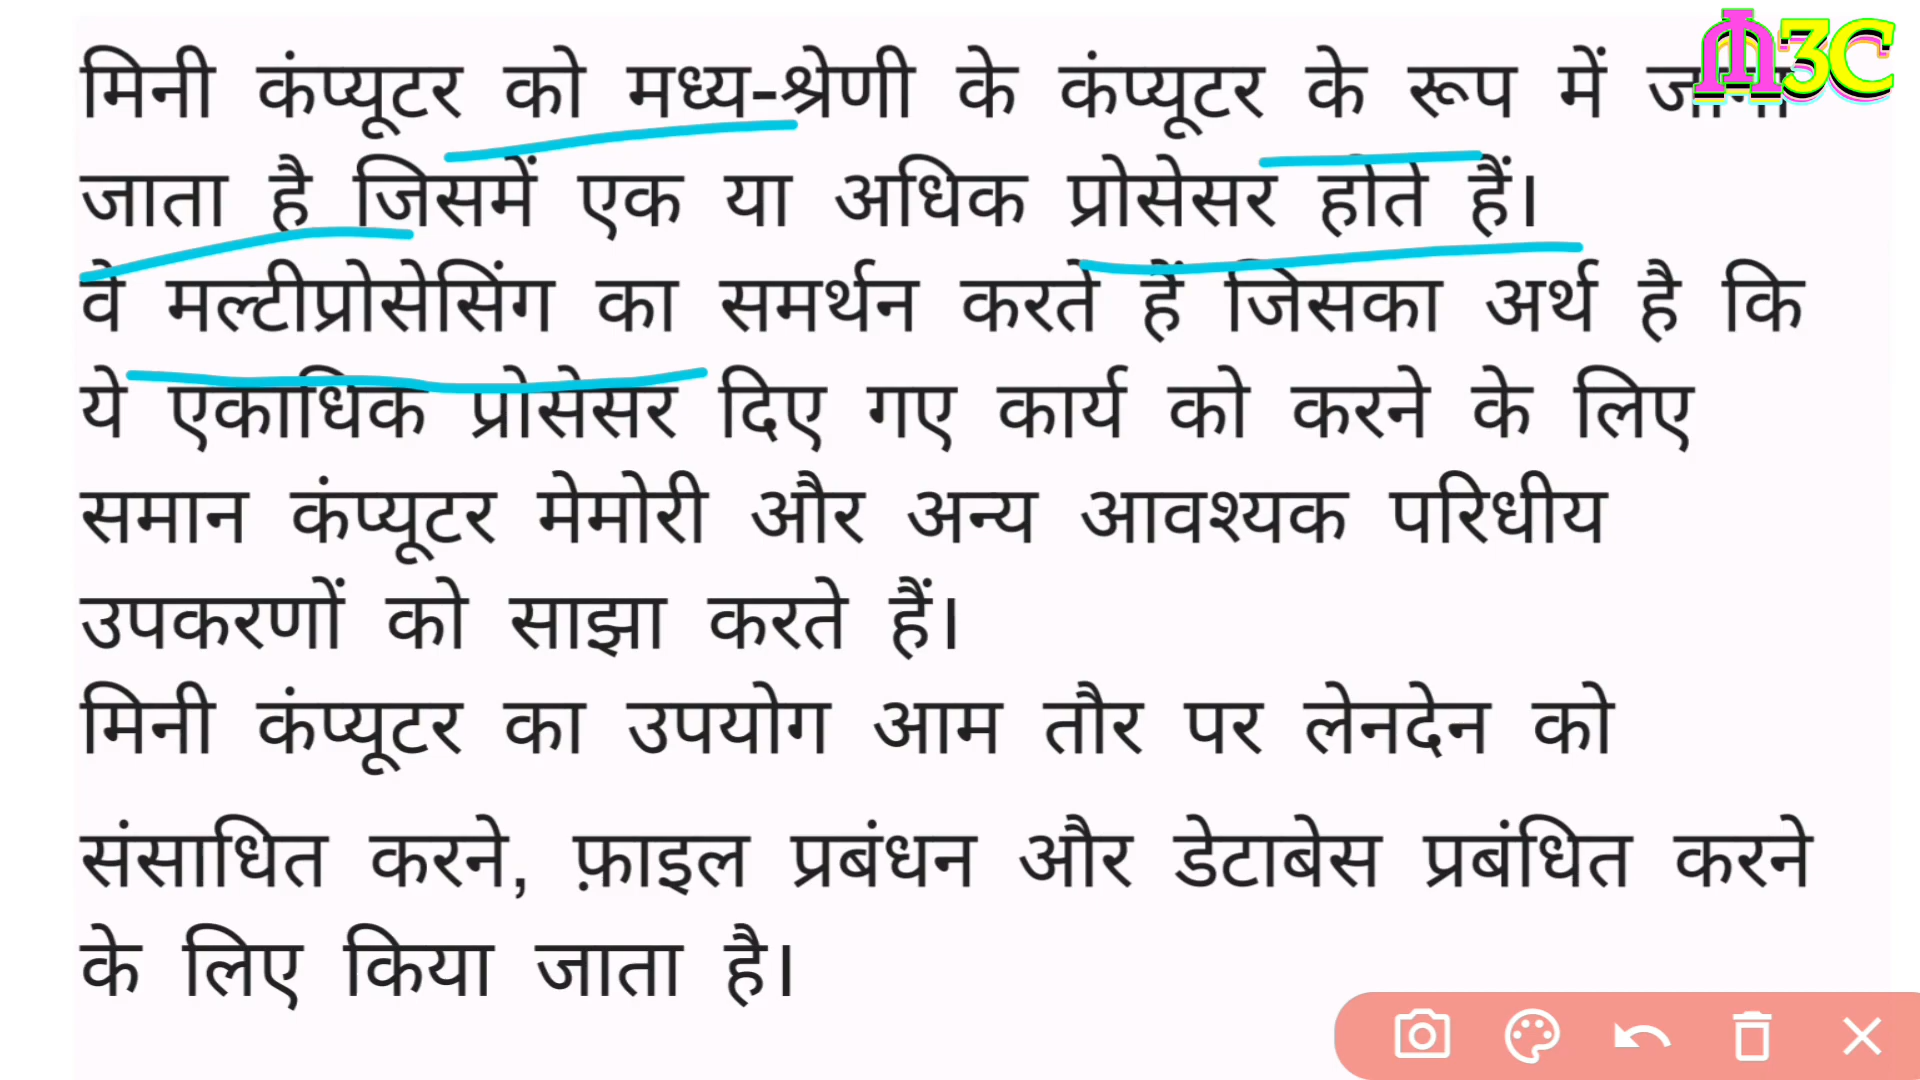 मिनी कंप्यूटर को मध्य-श्रेणी के कंप्यूटर के रूप में
जाता है जिसमें एक या अधिक प्रोसेसर होते हैं।
वे मल्टीप्रोसेसिंग का समर्थन करते हैं जिसका अर्थ है कि
ये एकाधिक प्रोसेसर दिए गए कार्य को करने के लिए
समान कंप्यूटर मेमोरी और अन्य आवश्यक परिधीय
उपकरणों को साझा करते हैं।
मिनी कंप्यूटर का उपयोग आम तौर पर लेनदेन को
संसाधित करने, फ़ाइल प्रबंधन और डेटाबेस प्रबंधित करने
के लिए किया जाता है।